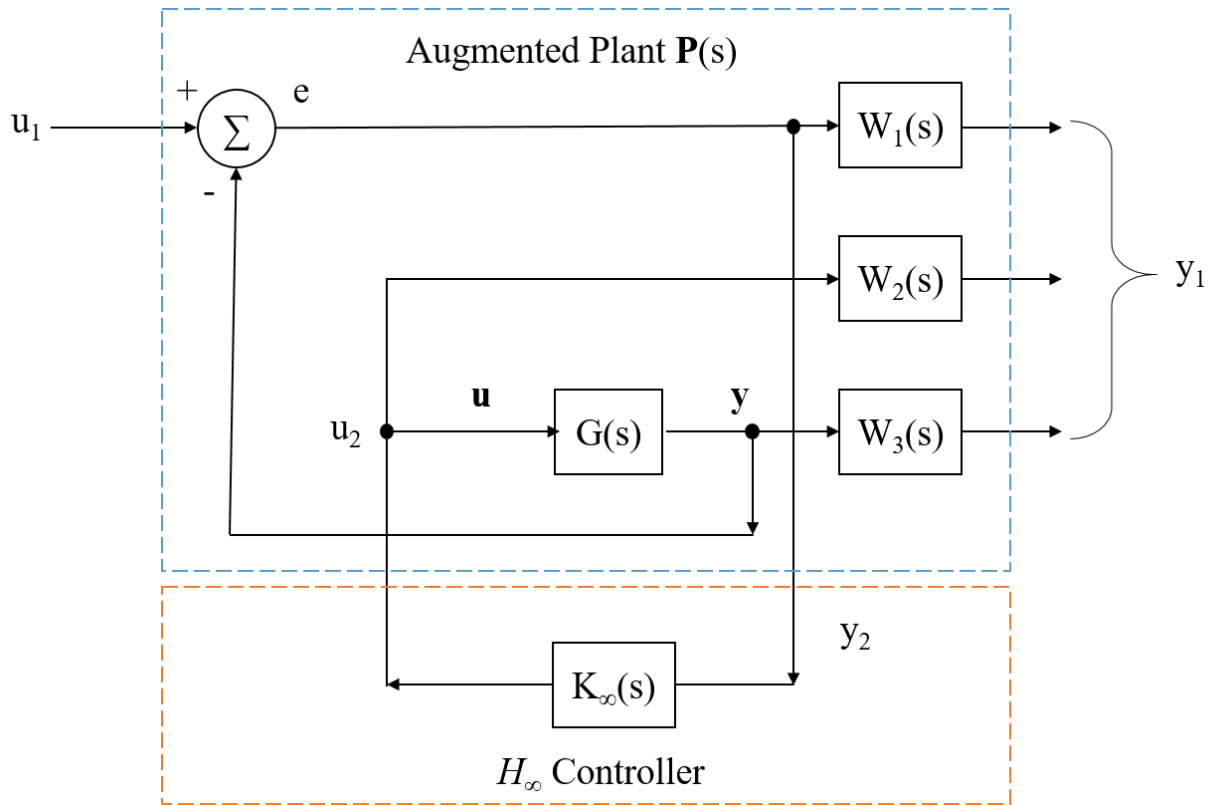 Augmented Plant P(s)
+
e
u₁
∑
W₁(s)
-
W₂(s)
y₁
u
y
u₂
G(s)
W₃(s)
y₂
K∞(s)
H∞ Controller